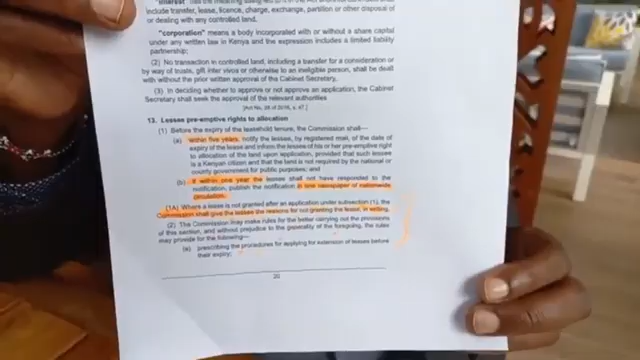 include transfer, lease, licence, charge, exchange, partition or other disposal of
or dealing with any controlled land.
"corporation" means a body incorporated with or without a share capital
under any written law in Kenya and the expression includes a limited liability
partnership;
(2) No transaction in controlled land, including a transfer for a consideration or
by way of trusts, gift inter vivos or otherwise to an ineligible person, shall be dealt
with without the prior written approval of the Cabinet Secretary.
(3) In deciding whether to approve or not approve an application, the Cabinet
Secretary shall seek the approval of the relevant authorities
[Act No. 28 of 2016, s. 47.]
13. Lessees pre-emptive rights to allocation
(1) Before the expiry of the leasehold tenure, the Commission shall—
(a) within five years, notify the lessee, by registered mail, of the date of
expiry of the lease and inform the lessee of his or her pre-emptive right
to allocation of the land upon application, provided that such lessee
is a Kenyan citizen and that the land is not required by the national or
county government for public purposes; and
(b) if within one year the lessee shall not have responded to the
notification, publish the notification in one newspaper of nationwide
circulation.
(1A) Where a lease is not granted after an application under subsection (1), the
Commission shall give the lessee the reasons for not granting the lease, in writing.
(2) The Commission may make rules for the better carrying out the provisions
of this section, and without prejudice to the generality of the foregoing, the rules
may provide for the following—
(a) prescribing the procedures for applying for extension of leases before
their expiry;
20